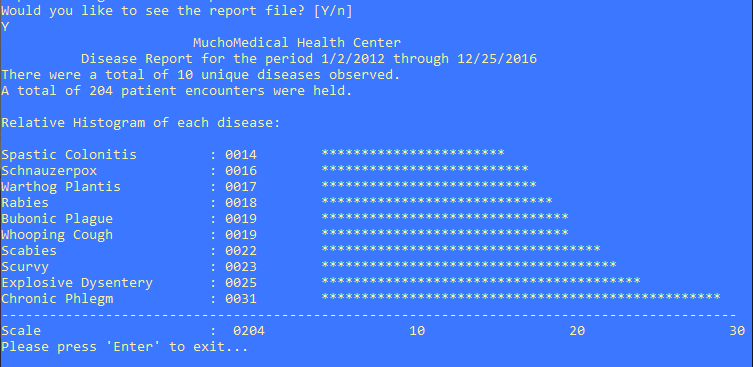 Would you like to see the report file? [Y/n]
Y
MuchoMedical Health Center
Disease Report for the period 1/2/2012 through 12/25/2016
There were a total of 10 unique diseases observed.
A total of 204 patient encounters were held.
Relative Histogram of each disease:
Spastic Colonitis : 0014 ***********************
Schnauzerpox : 0016 **************************
Warthog Plantis : 0017 ***************************
Rabies : 0018 *****************************
Bubonic Plague : 0019 *******************************
Whooping Cough : 0019 *******************************
Scabies : 0022 ***********************************
Scurvy : 0023 *************************************
Explosive Dysentery : 0025 ****************************************
Chronic Phlegm : 0031 **************************************************
--------------------------------------------------------------------------------------------
Scale : 0204 10 20 30
Please press 'Enter' to exit...